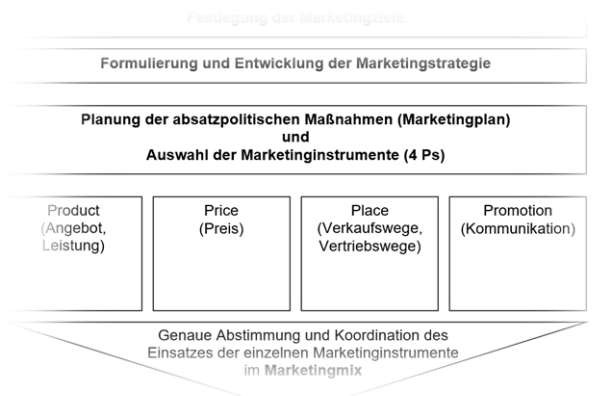 Festlegung der Marketingziele
Formulierung und Entwicklung der Marketingstrategie
Planung der absatzpolitischen Maßnahmen (Marketingplan)
und
Auswahl der Marketinginstrumente (4 Ps)
Product
(Angebot,
Leistung)
Price
(Preis)
Place
(Verkaufswege,
Vertriebswege)
Promotion
(Kommunikation)
Genaue Abstimmung und Koordination des
Einsatzes der einzelnen Marketinginstrumente
im Marketingmix